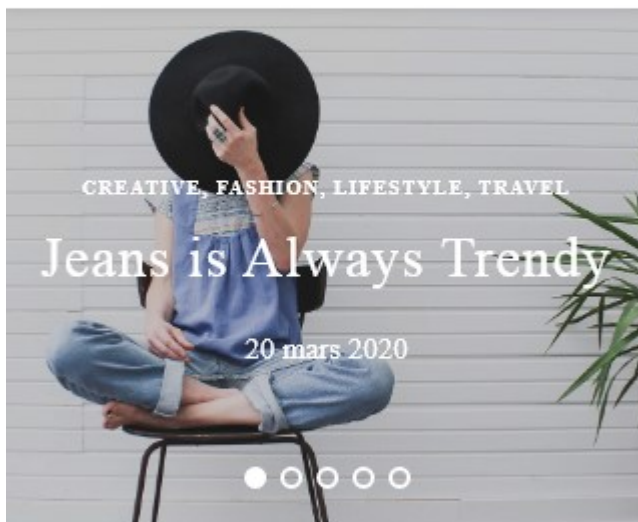 CREATIVE, FASHION, LIFESTYLE, TRAVEL
Jeans is Always Trendy
20 mars 2020